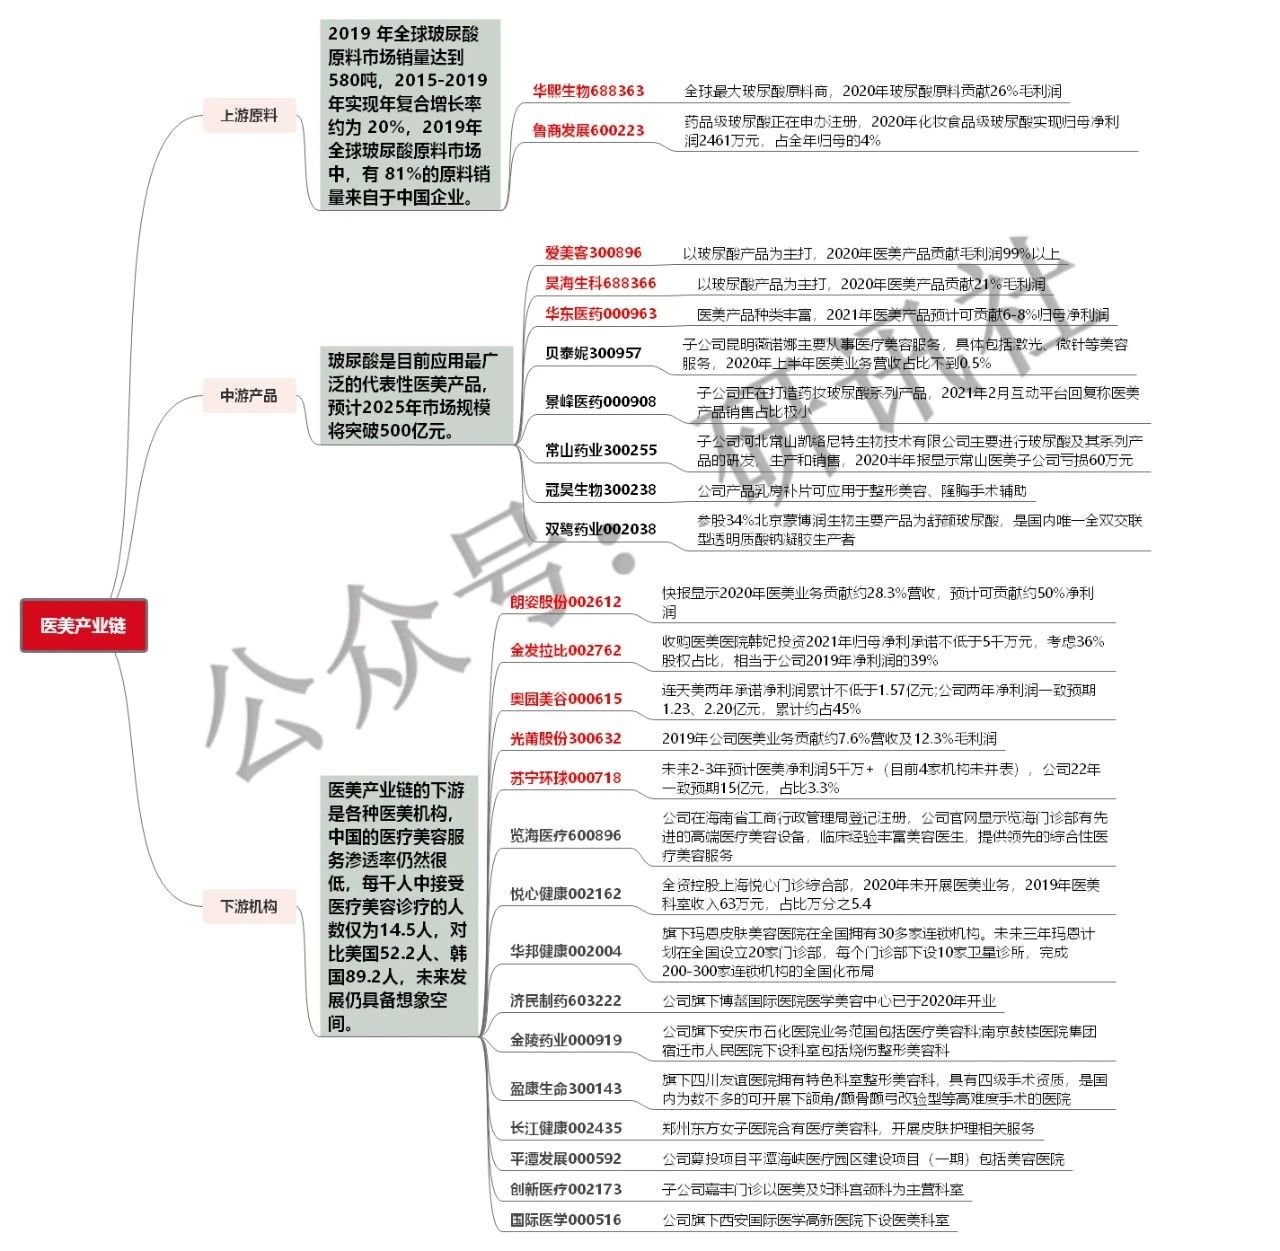 医美产业链
上游原料
2019 年全球玻尿酸
原料市场销量达到
580吨，2015-2019
年实现年复合增长率
约为 20%，2019年
全球玻尿酸原料市场
中，有 81%的原料销
量来自于中国企业。
华熙生物688363
全球最大玻尿酸原料商，2020年玻尿酸原料贡献26%毛利润
鲁商发展600223
药品级玻尿酸正在申办注册，2020年化妆食品级玻尿酸实现归母净利
润2461万元，占全年归母的4%
中游产品
玻尿酸是目前应用最广
泛的代表性医美产品，
预计2025年市场规模
将突破500亿元。
爱美客300896
以玻尿酸产品为主打，2020年医美产品贡献毛利润99%以上
昊海生科688366
以玻尿酸产品为主打，2020年医美产品贡献21%毛利润
华东医药000963
医美产品种类丰富，2021年医美产品预计可贡献6-8%归母净利润
贝泰妮300957
子公司昆明薇诺娜主要从事医疗美容服务，具体包括激光、微针等美容
服务，2020年上半年医美业务营收占比不到0.5%
景峰医药000908
子公司正在打造药妆玻尿酸系列产品，2021年2月互动平台回复称医美
产品销售占比极小
常山药业300255
子公司河北常山凯络尼特生物技术有限公司主要进行玻尿酸及其系列产
品的研发，生产和销售，2020半年报显示常山医美子公司亏损60万元
冠昊生物300238
公司产品乳房补片可应用于整形美容、隆胸手术辅助
双鹭药业002038
参股34%北京蒙博润生物主要产品为舒颜玻尿酸，是国内唯一全双交联
型透明质酸钠凝胶生产者
下游机构
医美产业链的下游
是各种医美机构，
中国的医疗美容服
务渗透率仍然很
低，每千人中接受
医疗美容诊疗的人
数仅为14.5人，对
比美国52.2人、韩
国89.2人，未来发
展仍具备想象空
间。
朗姿股份002612
快报显示2020年医美业务贡献约28.3%营收，预计可贡献约50%净利
润
金发拉比002762
收购医美医院韩妃投资2021年归母净利承诺不低于5千万元，考虑36%
股权占比，相当于公司2019年净利润的39%
奥园美谷000615
连天美两年承诺净利润累计不低于1.57亿元;公司两年净利润一致预期
1.23、2.20亿元，累计约占45%
光莆股份300632
2019年公司医美业务贡献约7.6%营收及12.3%毛利润
苏宁环球000718
未来2-3年预计医美净利润5千万+（目前4家机构未并表），公司22年
一致预期15亿元，占比3.3%
览海医疗600896
公司在海南省工商行政管理局登记注册，公司官网显示览海门诊部有先
进的高端医疗美容设备，临床经验丰富美容医生，提供领先的综合性医
疗美容服务
悦心健康002162
全资控股上海悦心门诊综合部，2020年未开展医美业务，2019年医美
科室收入63万元，占比万分之5.4
华邦健康002004
旗下玛恩皮肤美容医院在全国拥有30多家连锁机构。未来三年玛恩计
划在全国设立20家门诊部，每个门诊部下设10家卫星诊所，完成
200-300家连锁机构的全国化布局
济民制药603222
公司旗下博鳌国际医院医学美容中心已于2020年开业
金陵药业000919
公司旗下安庆市石化医院业务范围包括医疗美容科;南京鼓楼医院集团
宿迁市人民医院下设科室包括烧伤整形美容科
盈康生命300143
旗下四川友谊医院拥有特色科室整形美容科，具有四级手术资质，是国
内为数不多的可开展下颌角/颧骨颧弓改验型等高难度手术的医院
长江健康002435
郑州东方女子医院含有医疗美容科，开展皮肤护理相关服务
平潭发展000592
公司募投项目平潭海峡医疗园区建设项目（一期）包括美容医院
创新医疗002173
子公司嘉丰门诊以医美及妇科宫颈科为主营科室
国际医学000516
公司旗下西安国际医学高新医院下设医美科室
公众号：研讯社